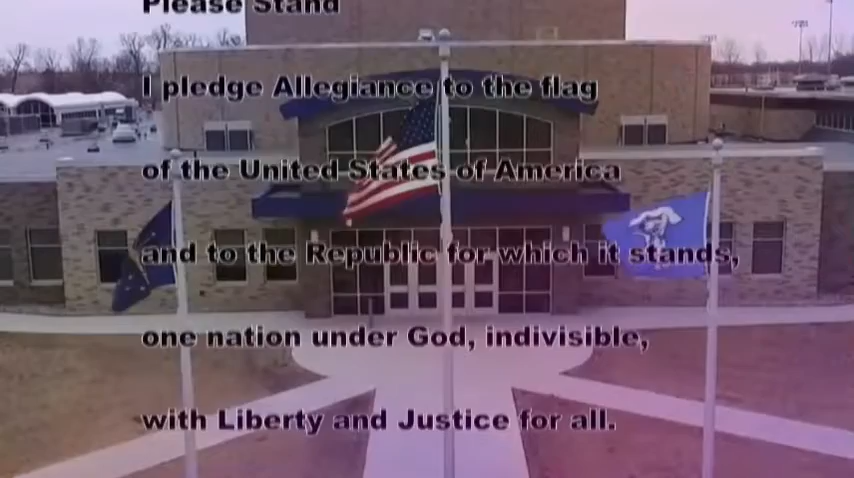 Please Stand
I pledge Allegiance to the flag
of the United States of America
and to the Republic for which it stands,
one nation under God, indivisible,
with Liberty and Justice for all.